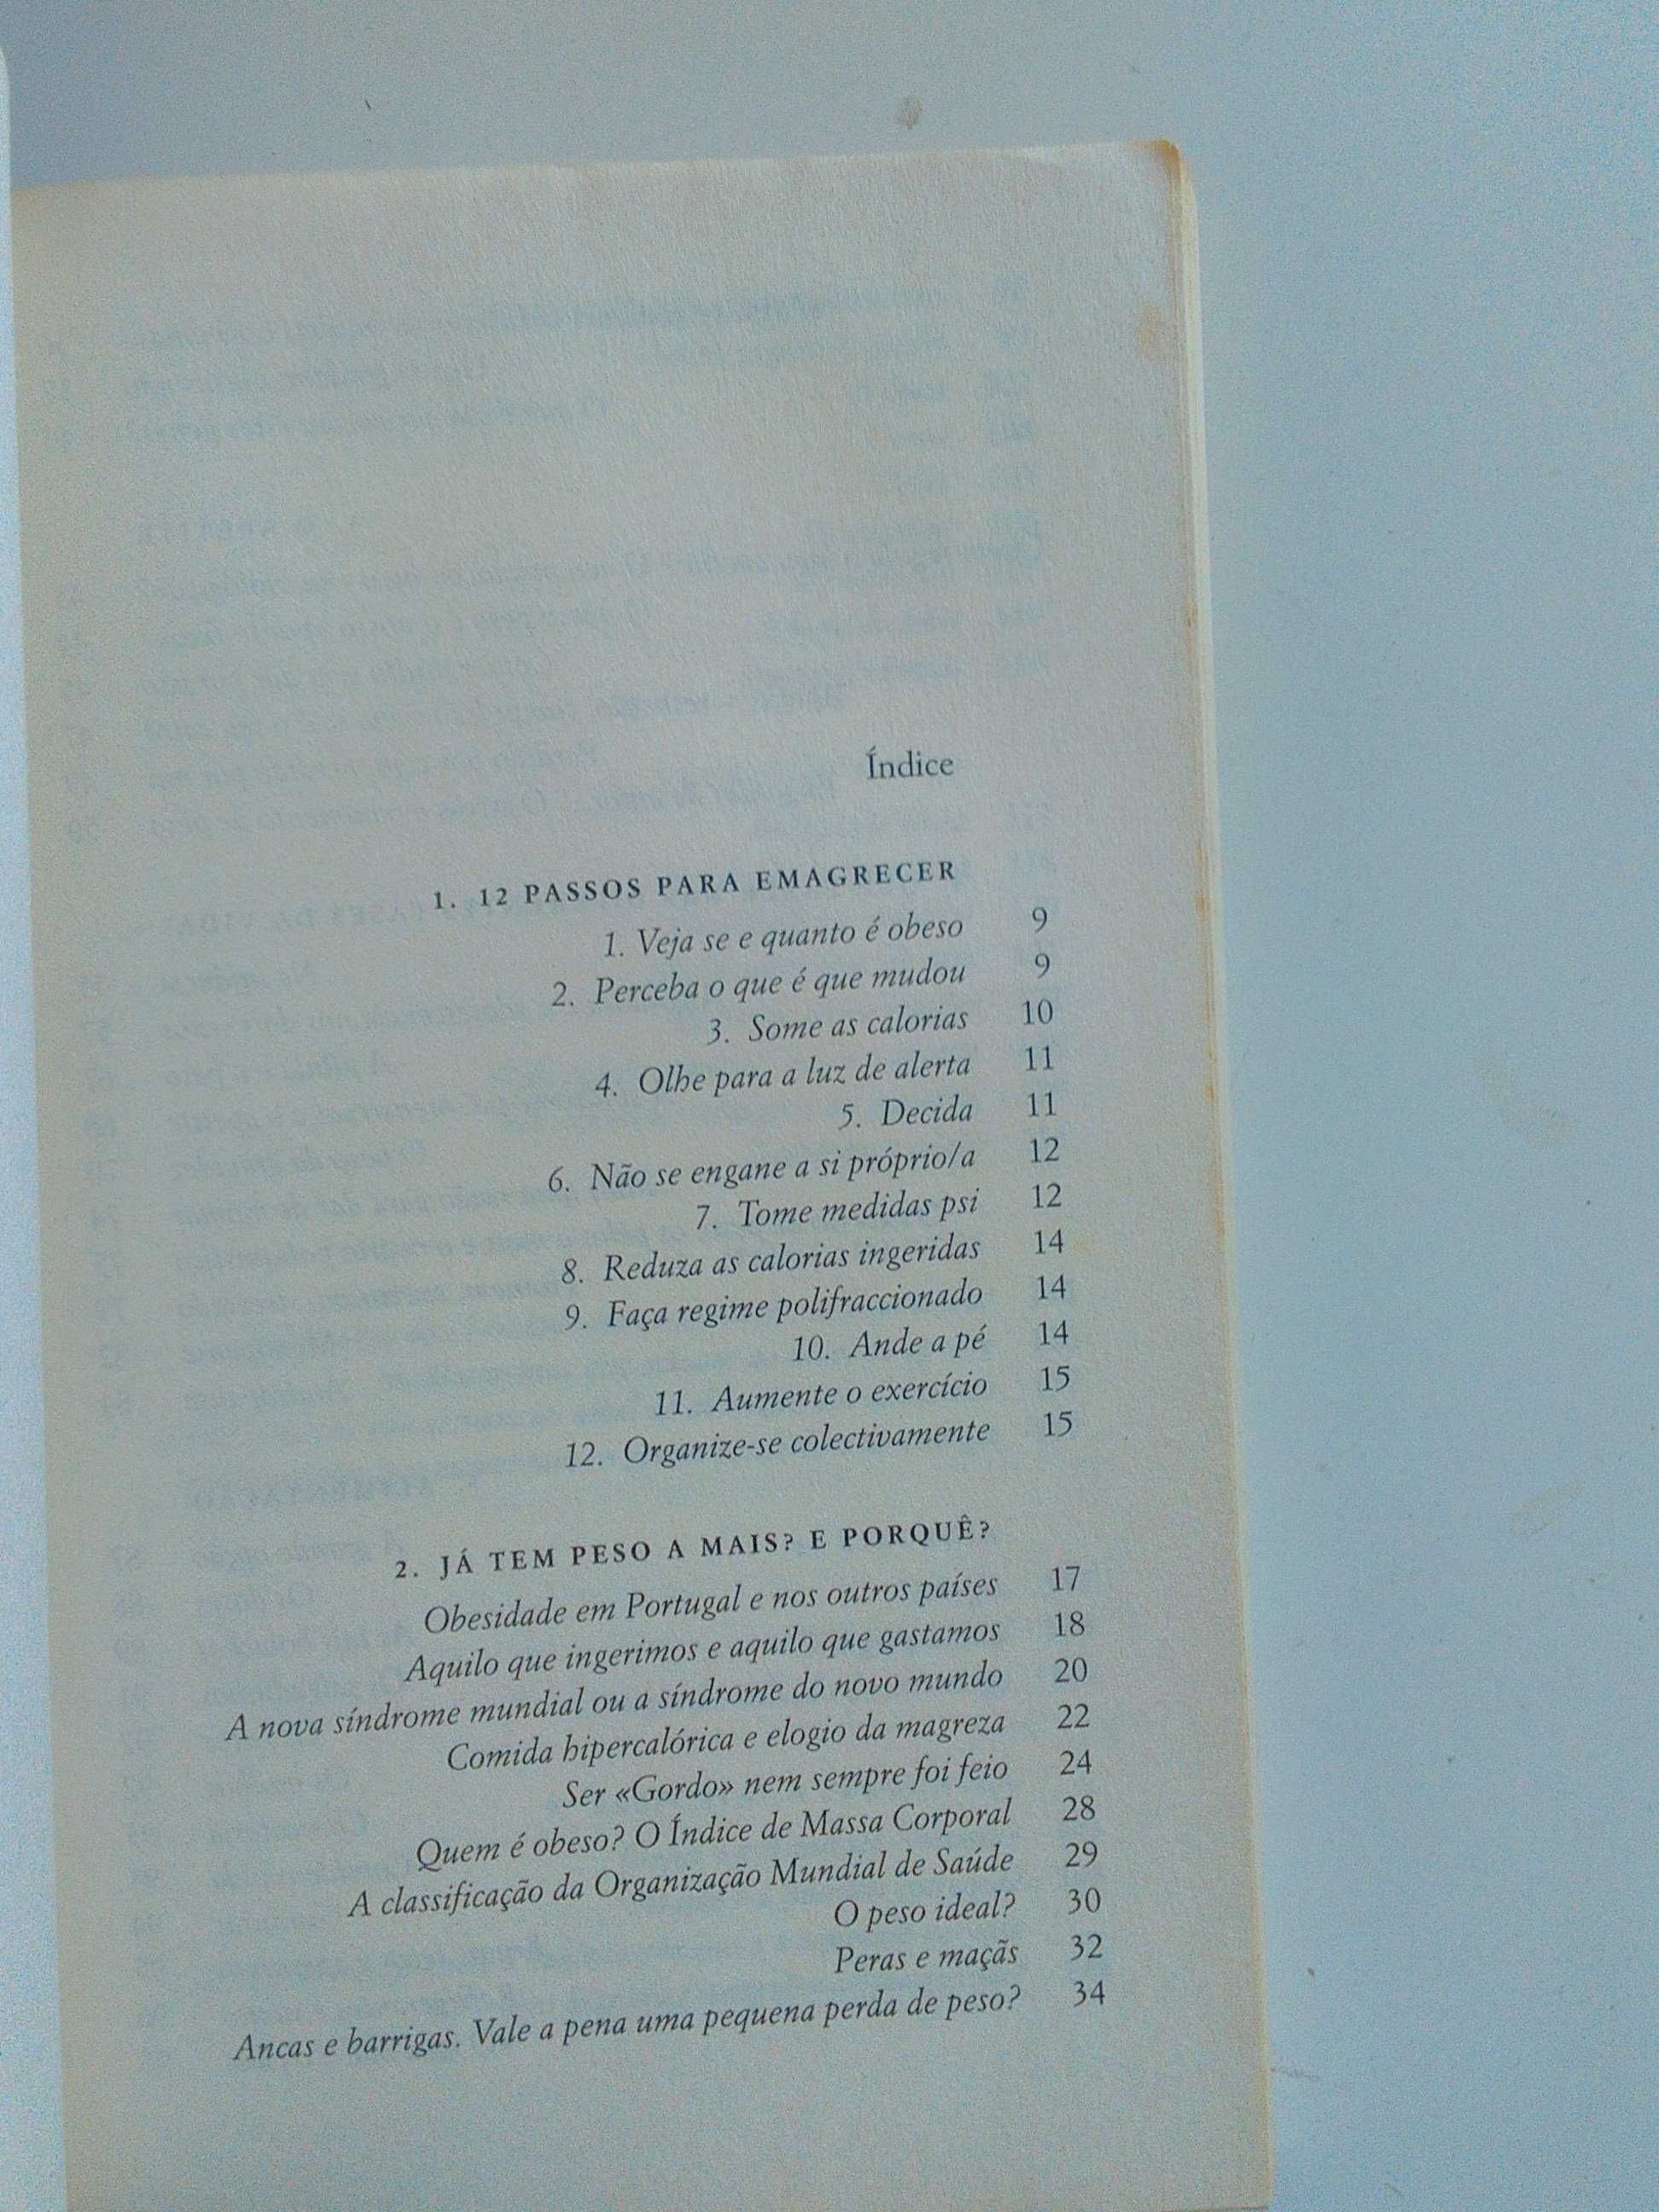 Índice
1. 12 PASSOS PARA EMAGRECER
1. Veja se e quanto é obeso 9
2. Perceba o que é que mudou 9
3. Some as calorias 10
4. Olhe para a luz de alerta 11
5. Decida 11
6. Não se engane a si próprio/a 12
7. Tome medidas psi 12
8. Reduza as calorias ingeridas 14
9. Faça regime polifraccionado 14
10. Ande a pé 14
11. Aumente o exercício 15
12. Organize-se colectivamente 15
2. JÁ TEM PESO A MAIS? E PORQUÊ?
Obesidade em Portugal e nos outros países 17
Aquilo que ingerimos e aquilo que gastamos 18
A nova síndrome mundial ou a síndrome do novo mundo 20
Comida hipercalórica e elogio da magreza 22
Ser «Gordo» nem sempre foi feio 24
Quem é obeso? O Índice de Massa Corporal 28
A classificação da Organização Mundial de Saúde 29
O peso ideal? 30
Peras e maçãs 32
Ancas e barrigas. Vale a pena uma pequena perda de peso? 34